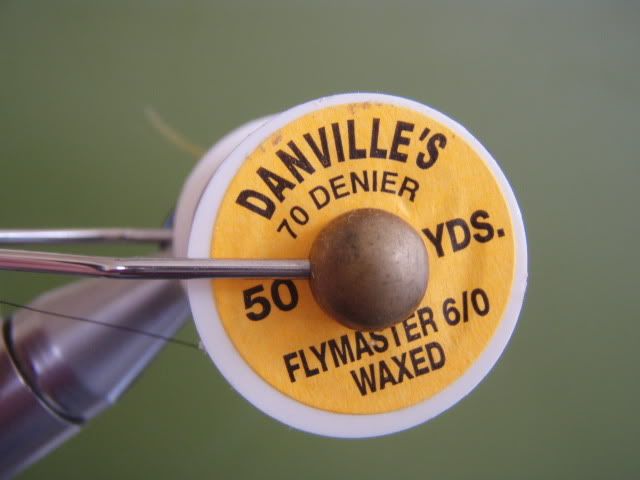 DANVILLE'S
70 DENIER
50 YDS.
FLYMASTER 6/0
WAXED